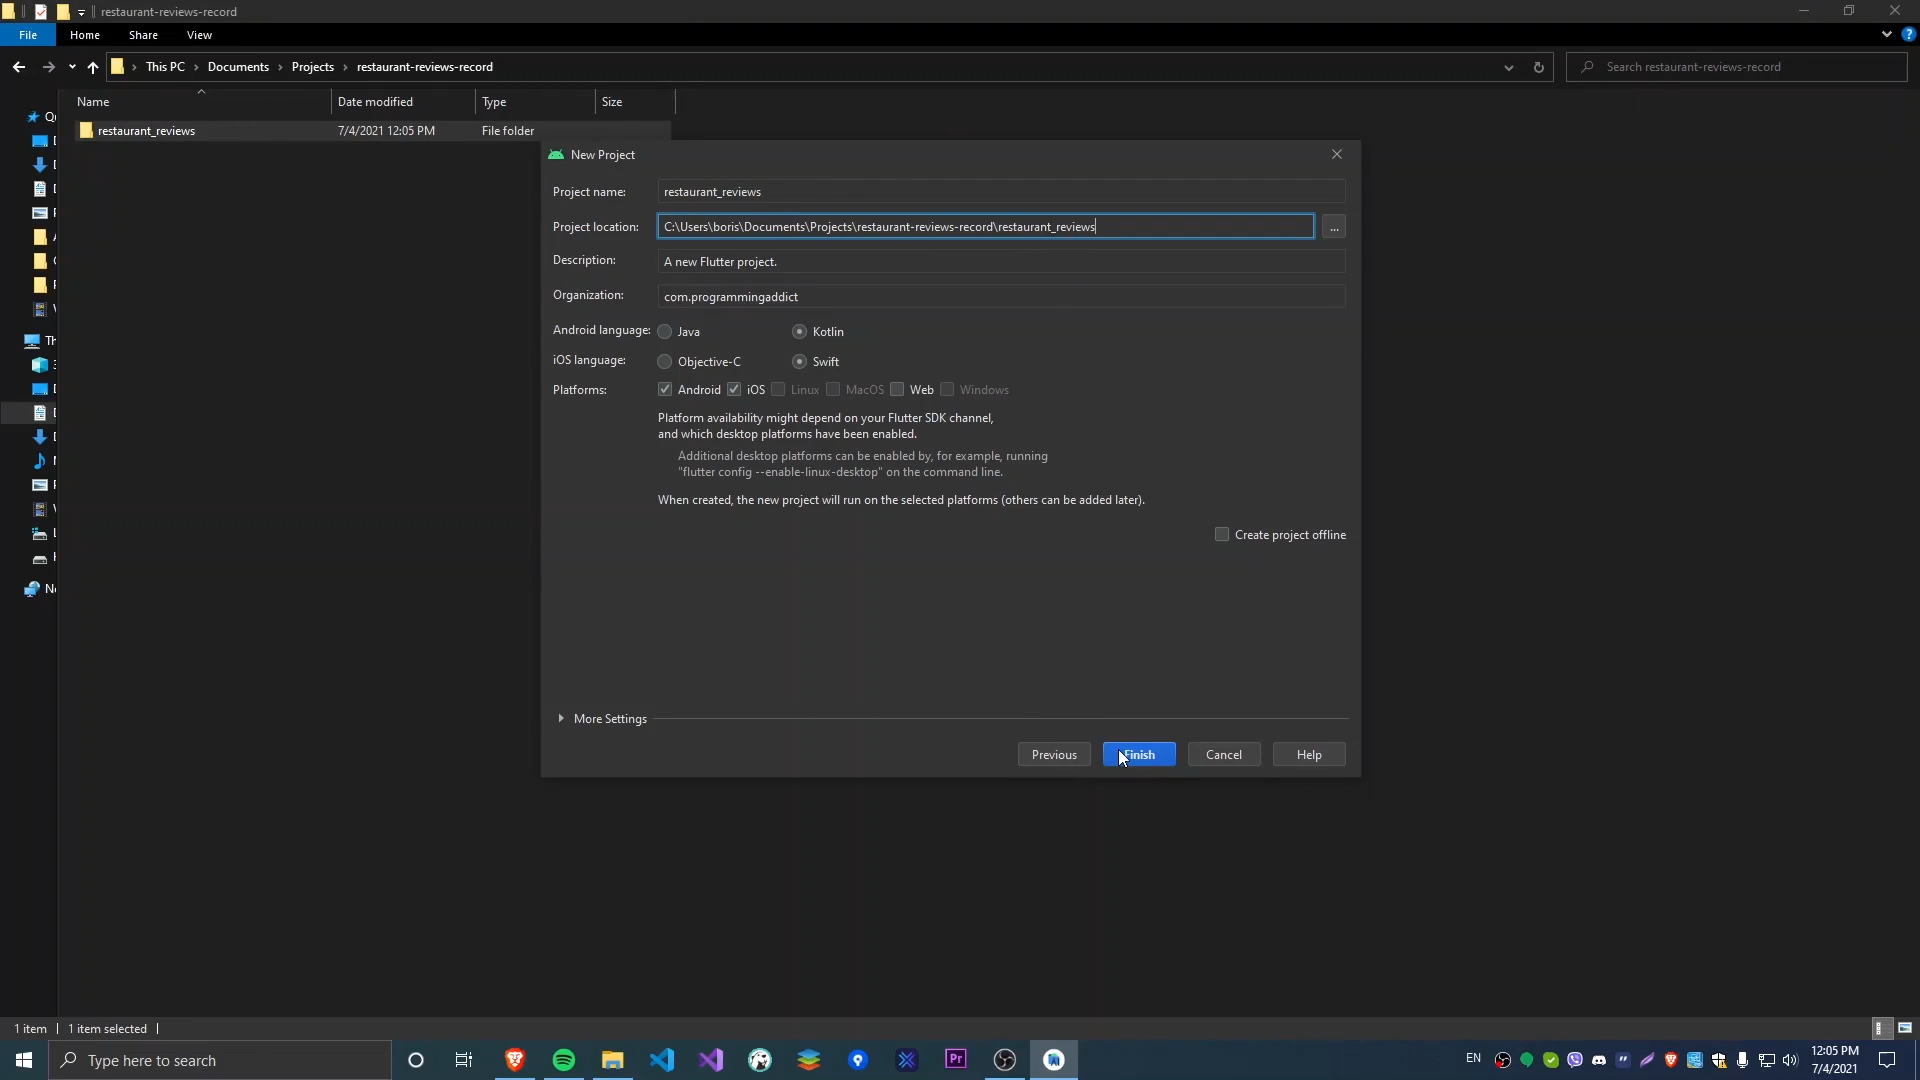 restaurant-reviews-record
File Home Share View
This PC Documents Projects restaurant-reviews-record
Search restaurant-reviews-record
Name Date modified Type Size
restaurant_reviews 7/4/2021 12:05 PM File folder
New Project
Project name: restaurant_reviews
Project location: C:\Users\boris\Documents\Projects\restaurant-reviews-record\restaurant_reviews ...
Description: A new Flutter project.
Organization: com.programmingaddict
Android language: Java Kotlin
iOS language: Objective-C Swift
Platforms: Android iOS Linux MacOS Web Windows
Platform availability might depend on your Flutter SDK channel,
and which desktop platforms have been enabled.
Additional desktop platforms can be enabled by, for example, running
"flutter config --enable-linux-desktop" on the command line.
When created, the new project will run on the selected platforms (others can be added later).
Create project offline
More Settings
Previous Finish Cancel Help
1 item 1 item selected
Type here to search
Pr
EN
12:05 PM
7/4/2021